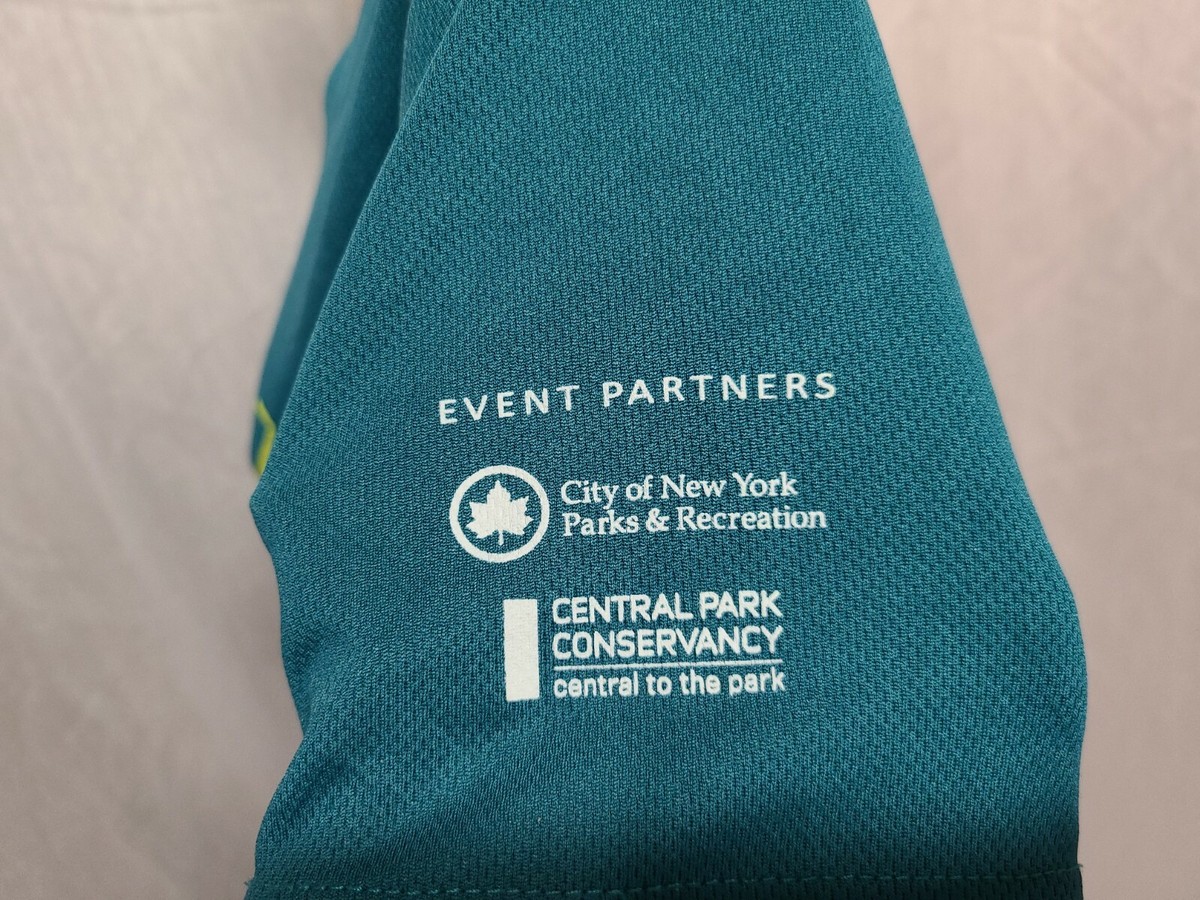 EVENT PARTNERS
City of New York
Parks & Recreation
CENTRAL PARK
CONSERVANCY
central to the park